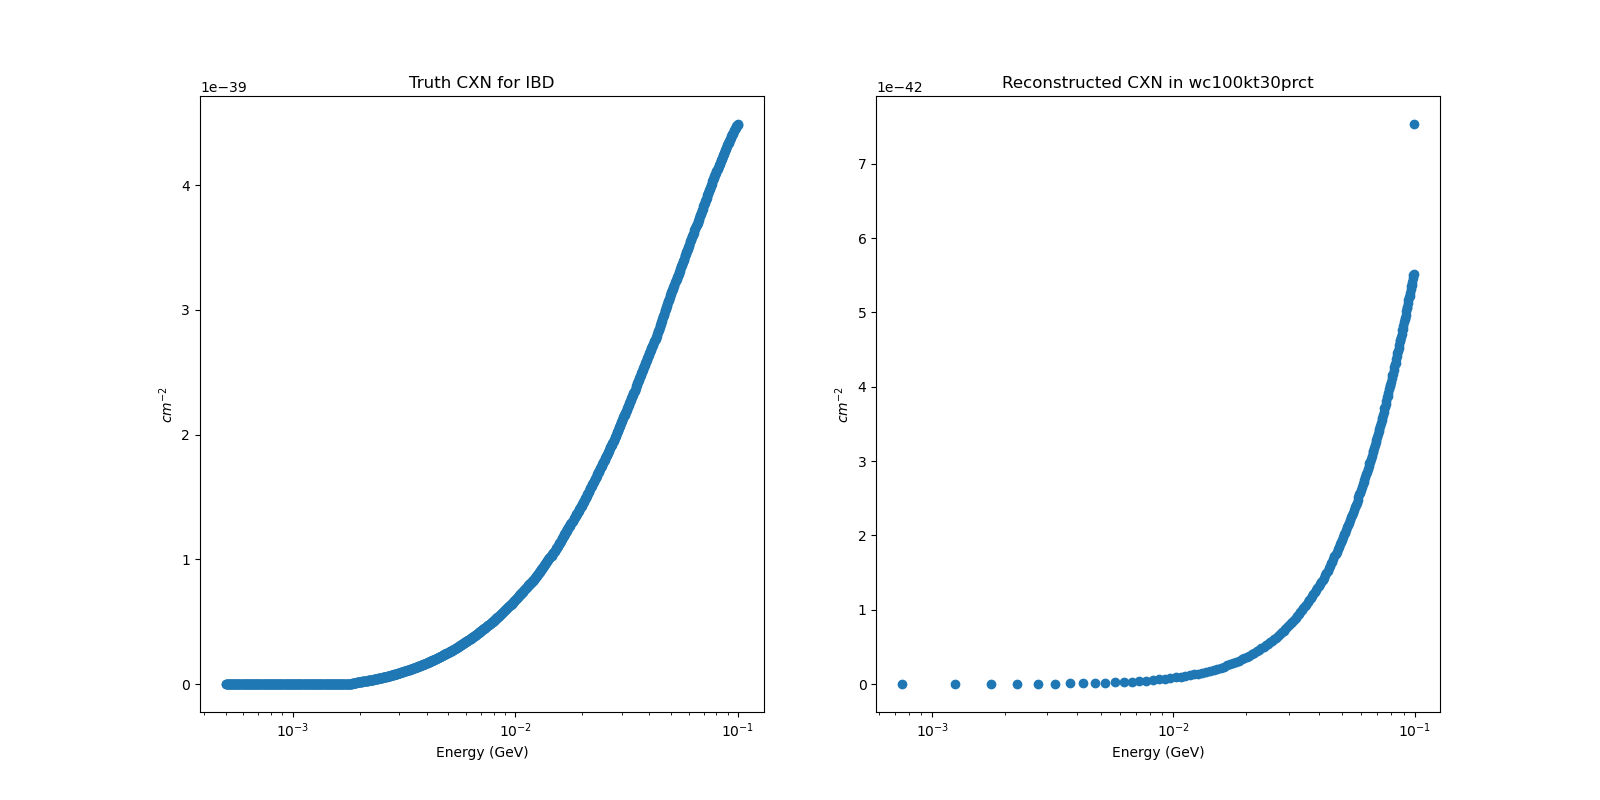 Truth CXN for IBD
1e−39
cm⁻²
4
3
2
1
0
10⁻³ 10⁻² 10⁻¹
Energy (GeV)
Reconstructed CXN in wc100kt30prct
1e−42
cm⁻²
7
6
5
4
3
2
1
0
10⁻³ 10⁻² 10⁻¹
Energy (GeV)